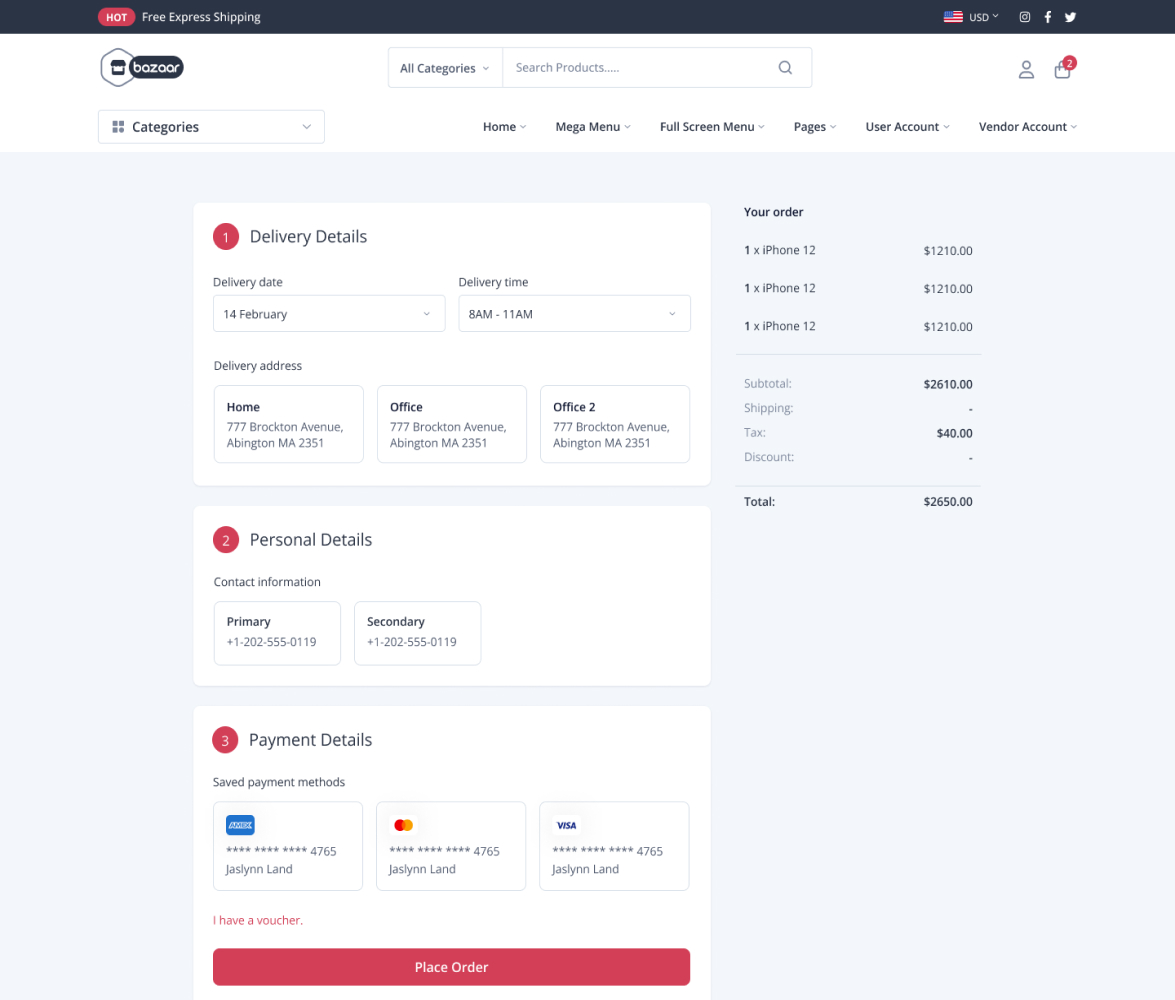 HOT Free Express Shipping USD
bazaar
All Categories Search Products.....
2
Categories Home Mega Menu Full Screen Menu Pages User Account Vendor Account
1 Delivery Details
Delivery date Delivery time
14 February 8AM - 11AM
Delivery address
Home Office Office 2
777 Brockton Avenue, 777 Brockton Avenue, 777 Brockton Avenue,
Abington MA 2351 Abington MA 2351 Abington MA 2351
2 Personal Details
Contact information
Primary Secondary
+1-202-555-0119 +1-202-555-0119
3 Payment Details
Saved payment methods
AMEX VISA
**** **** **** 4765 **** **** **** 4765 **** **** **** 4765
Jaslynn Land Jaslynn Land Jaslynn Land
I have a voucher.
Place Order
Your order
1 x iPhone 12 $1210.00
1 x iPhone 12 $1210.00
1 x iPhone 12 $1210.00
Subtotal: $2610.00
Shipping: -
Tax: $40.00
Discount: -
Total: $2650.00